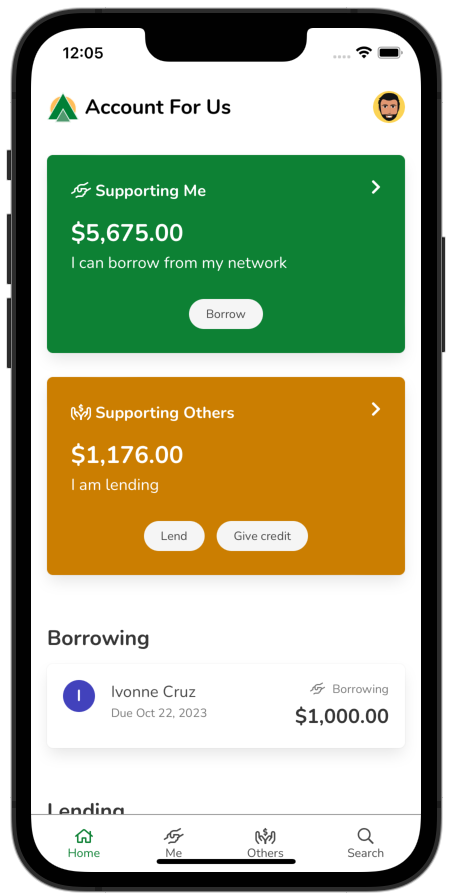 12:05
Account For Us
Supporting Me
$5,675.00
I can borrow from my network
Borrow
Supporting Others
$1,176.00
I am lending
Lend Give credit
Borrowing
I Ivonne Cruz Borrowing
Due Oct 22, 2023 $1,000.00
Lending
Home Me Others Search